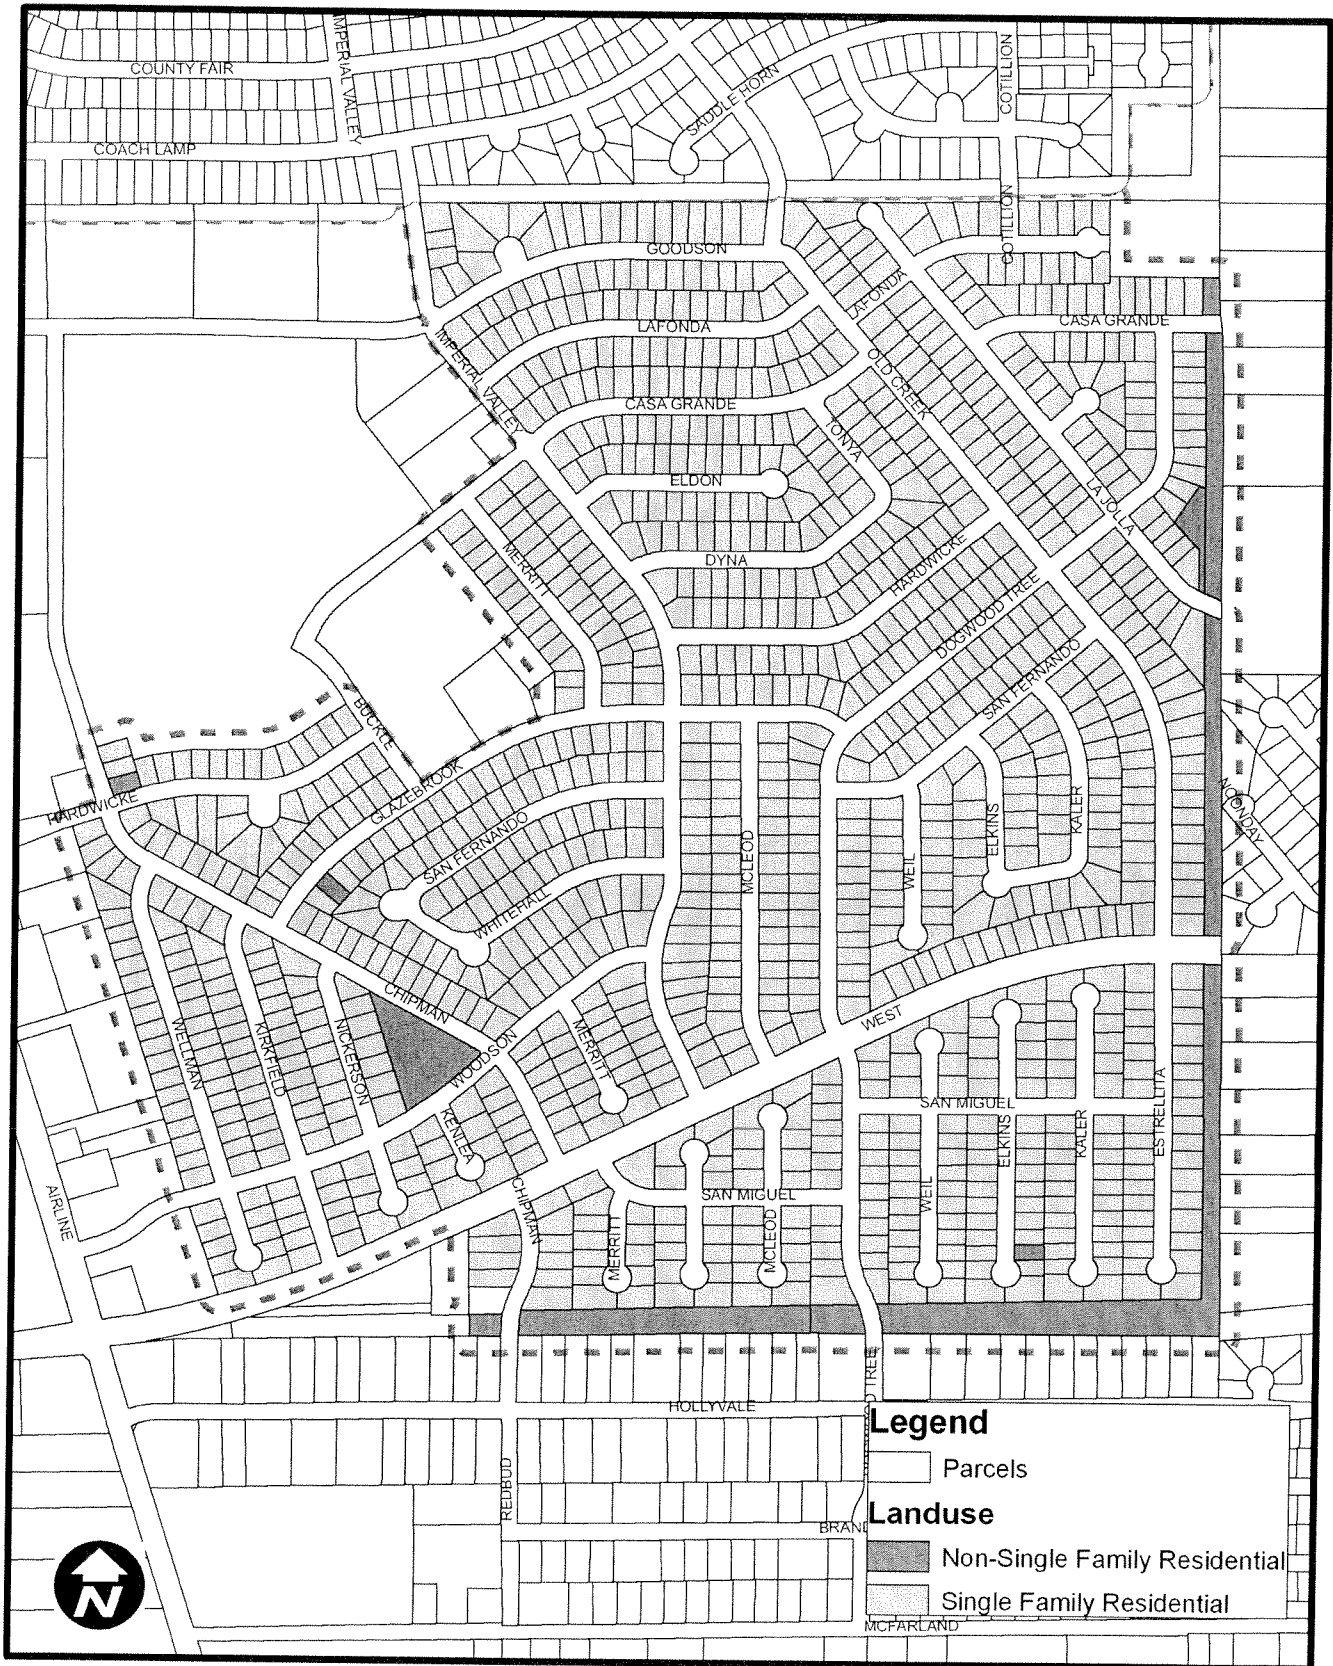 COUNTY FAIR
IMPERIAL VALLEY
COACH LAMP
SADDLE HORN
COTILLION
COTILLION
GOODSON
LAFONDA
LAFONDA
CASA GRANDE
IMPERIAL VALLEY
OLD CREEK
CASA GRANDE
TONYA
ELDON
LA JOLLA
DYNA
MERRITT
HARDWICKE
DOGWOOD TREE
SAN FERNANDO
BUCKLE
GLAZEBROOK
HARDWICKE
SAN FERNANDO
MCLEOD
WEIL
ELKINS
KALER
NOONDAY
WHITEHALL
CHIPMAN
WELLMAN
KIRKFIELD
NICKERSON
WOODSON
MERRITT
WEST
KENLEA
SAN MIGUEL
WEIL
ELKINS
KALER
ESTRELLITA
AIRLINE
CHIPMAN
SAN MIGUEL
MERRITT
MCLEOD
TREE
HOLLYVALE
REDBUD
BRAN
MCFARLAND
N
Legend
Parcels
Landuse
Non-Single Family Residential
Single Family Residential